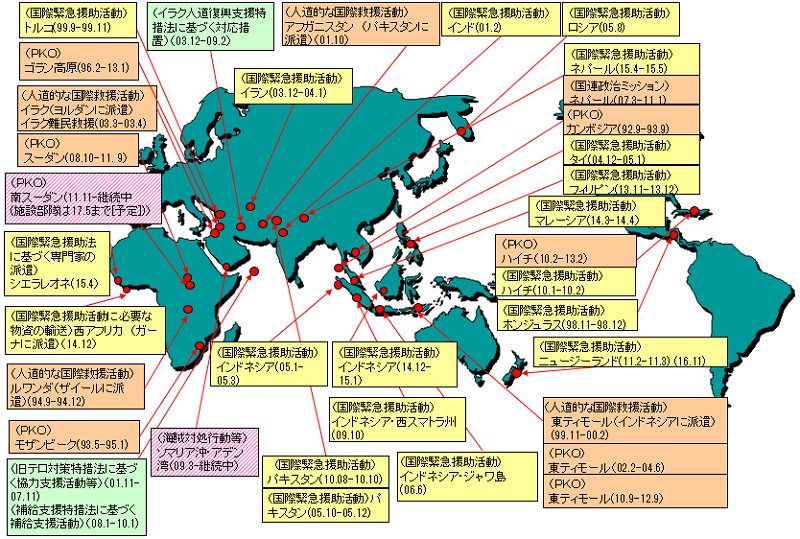 (国際緊急援助活動)
トルコ(99.9-99.11)
(PKO)
ゴラン高原(96.2-13.1)
(人道的な国際救援活動)
イラク(ヨルダンに派遣)
イラク難民救援(03.3-03.4)
(PKO)
スーダン(08.10-11.9)
(PKO)
南スーダン(11.11-継続中
(施設部隊は17.5まで[予定]))
(国際緊急援助法
に基づく専門家の
派遣)
シエラレオネ(15.4)
(国際緊急援助活動に必要な
物資の輸送)西アフリカ (ガー
ナに派遣)(14.12)
(人道的な国際救援活動)
ルワンダ(ザイールに派
遣)(94.9-94.12)
(PKO)
モザンビーク(93.5-95.1)
(旧テロ対策特措法に基づ
く協力支援活動等)(01.11-
07.11)
(補給支援特措法に基づく
補給支援活動)(08.1-10.1)
(イラク人道復興支援特
措法に基づく対応措
置)(03.12-09.2)
(国際緊急援助活動)
イラン(03.12-04.1)
(人道的な国際救援活動)
アフガニスタン (パキスタンに
派遣)(01.10)
(国際緊急援助活動)
インド(01.2)
(国際緊急援助活動)
ロシア(05.8)
(国際緊急援助活動)
ネパール(15.4-15.5)
(国連政治ミッション)
ネパール(07.3-11.1)
(PKO)
カンボジア(92.9-93.9)
(国際緊急援助活動)
タイ(04.12-05.1)
(国際緊急援助活動)
フィリピン(13.11-13.12)
(国際緊急援助活動)
マレーシア(14.3-14.4)
(PKO)
ハイチ(10.2-13.2)
(国際緊急援助活動)
ハイチ(10.1-10.2)
(国際緊急援助活動)
ホンジュラス(98.11-98.12)
(国際緊急援助活動)
ニュージーランド(11.2-11.3) (16.11)
(国際緊急援助活動)
インドネシア(05.1-
05.3)
(国際緊急援助活動)
インドネシア(14.12-
15.1)
(国際緊急援助活動)
インドネシア・西スマトラ州
(09.10)
(海賊対処行動等)
ソマリア沖・アデン
湾(09.3-継続中)
(国際緊急援助活動)
パキスタン(10.08-10.10)
(国際緊急援助活動)パ
キスタン(05.10-05.12)
(国際緊急援助活動)
インドネシア・ジャワ島
(06.6)
(人道的な国際救援活動)
東ティモール(インドネシアに派遣)
(99.11-00.2)
(PKO)
東ティモール(02.2-04.6)
(PKO)
東ティモール(10.9-12.9)